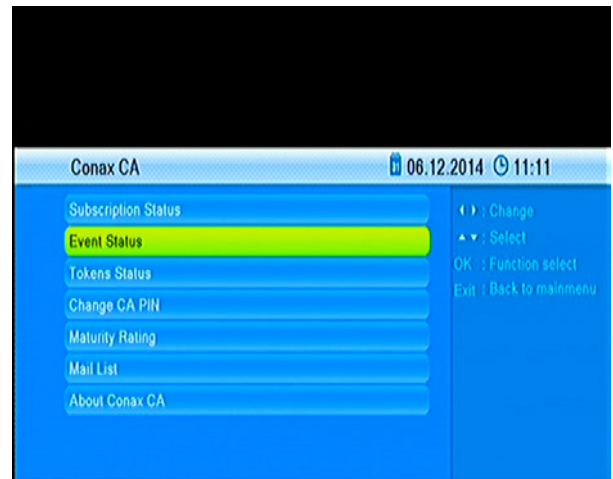 Conax CA 06.12.2014 11:11
Subscription Status
Event Status
Tokens Status
Change CA PIN
Maturity Rating
Mail List
About Conax CA
: Change
: Select
OK : Function select
Exit : Back to mainmenu